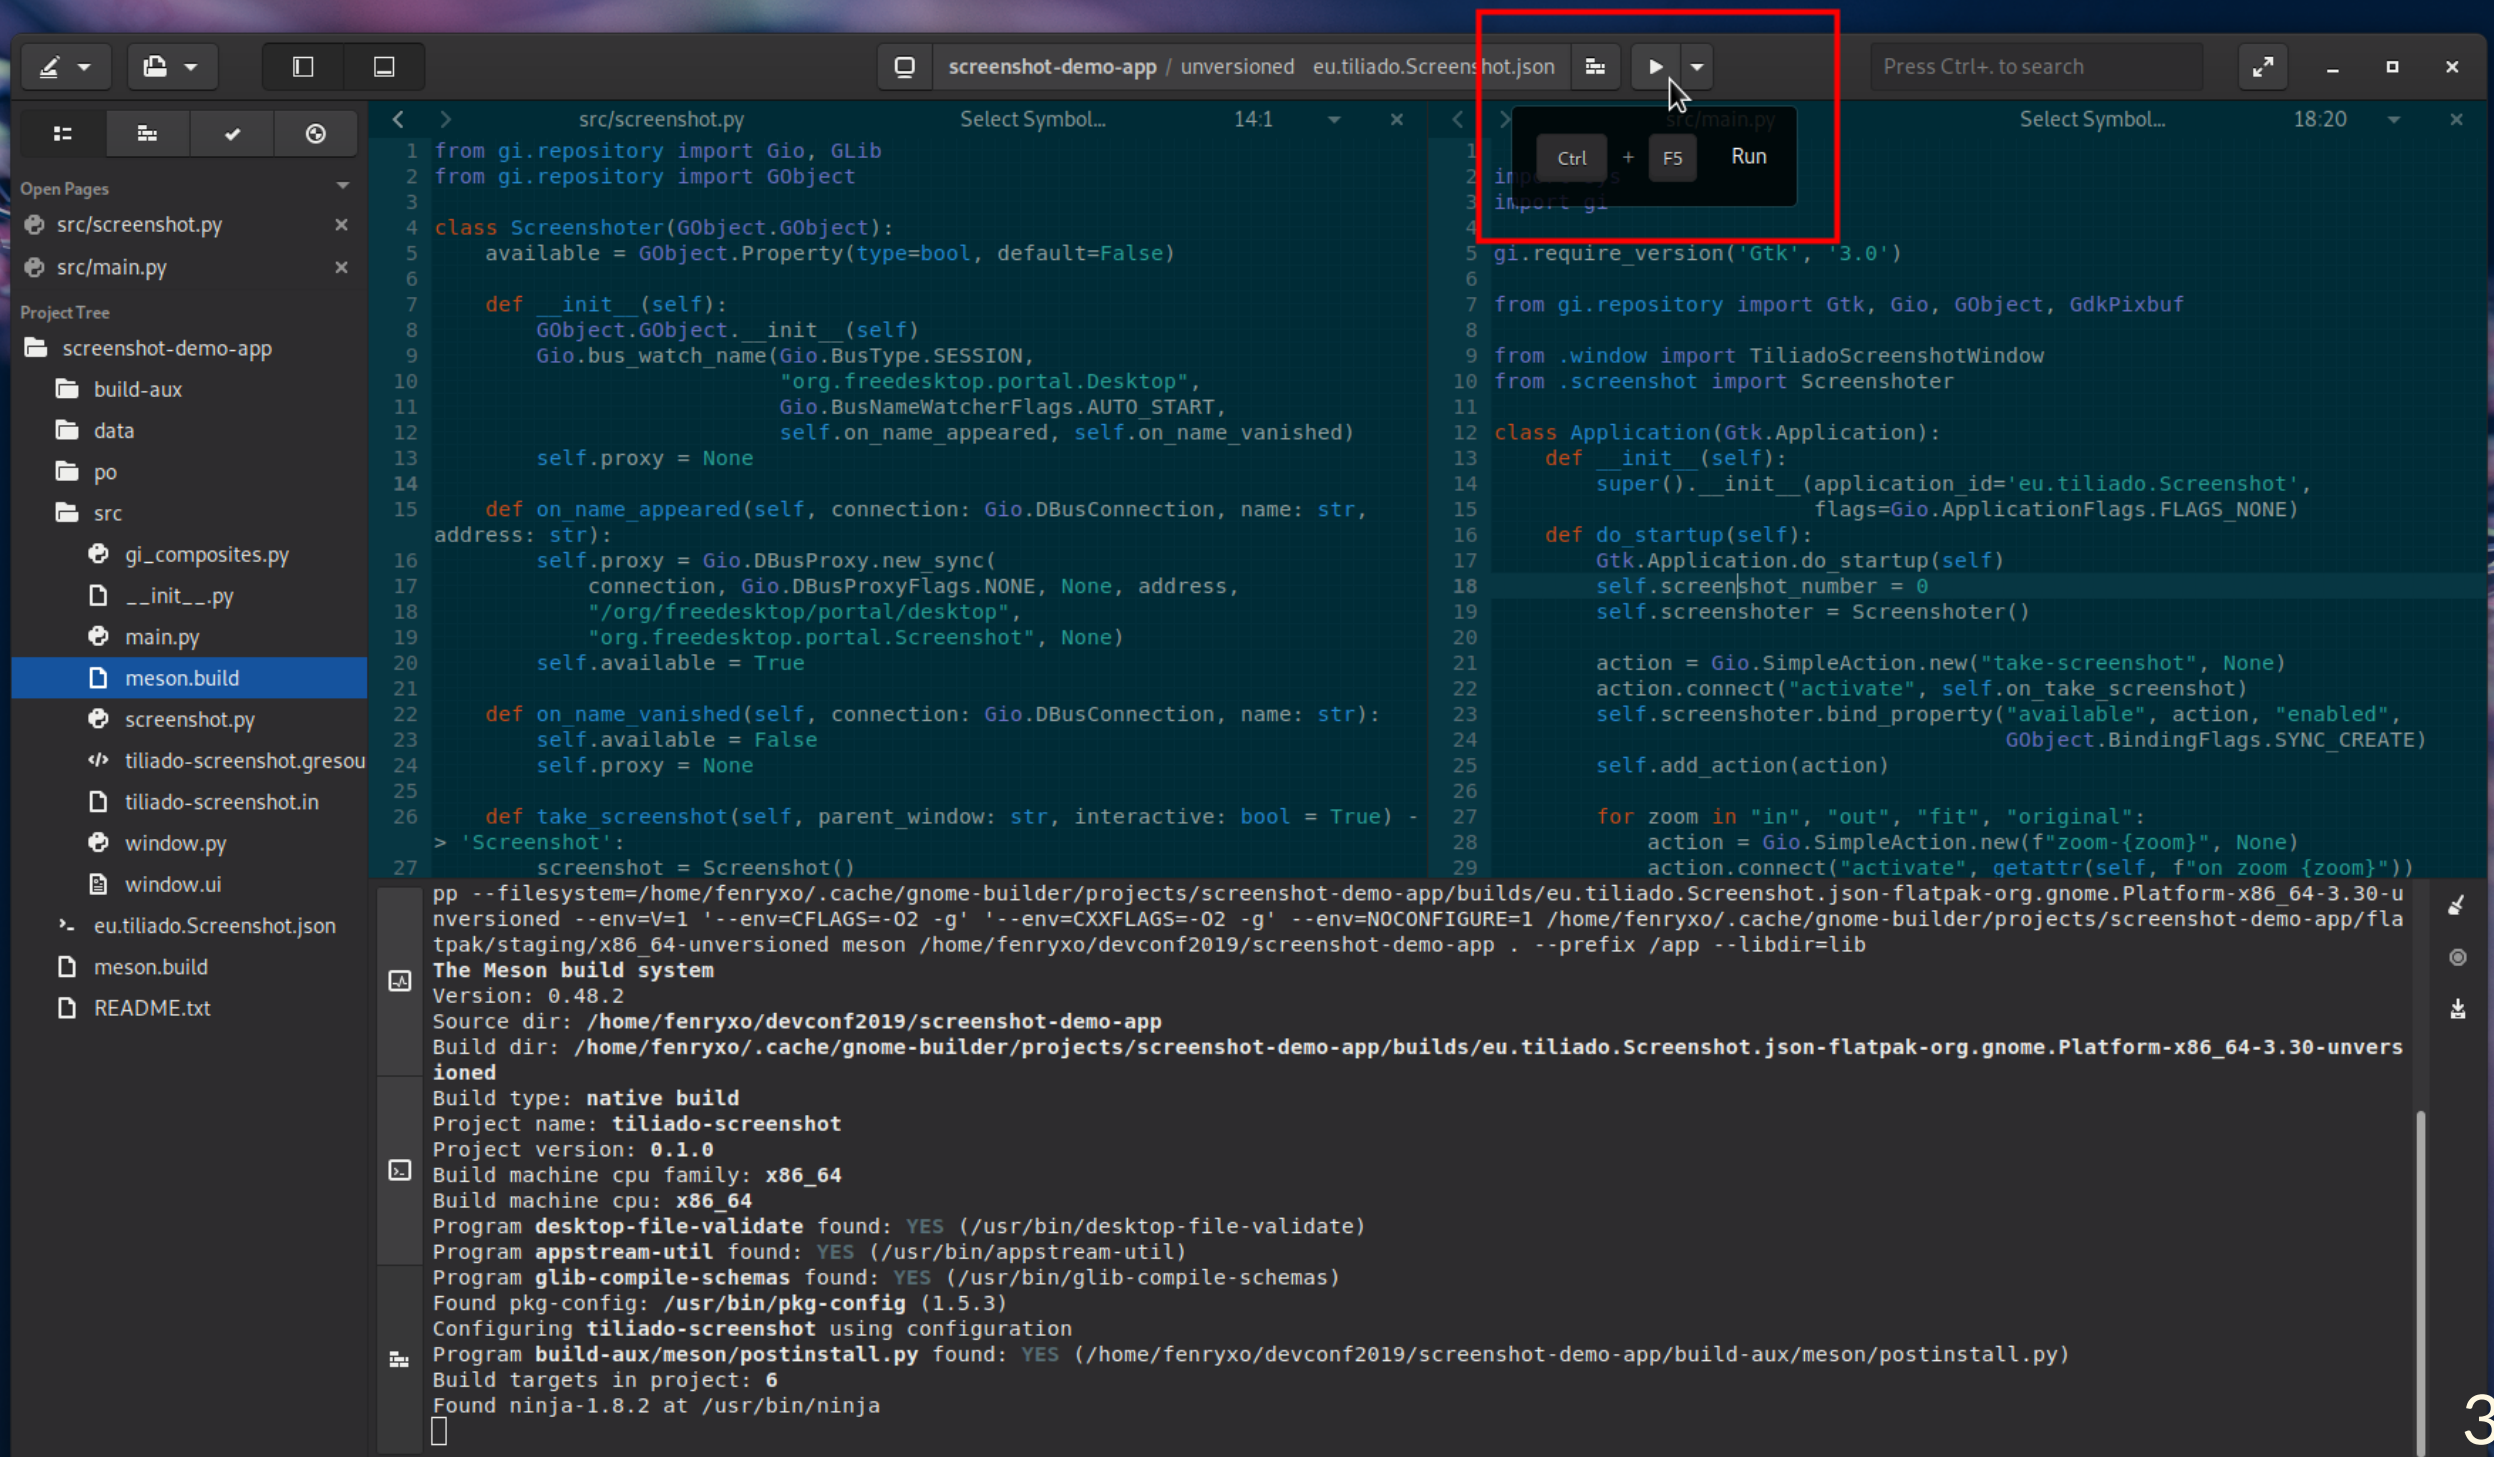 screenshot-demo-app / unversioned eu.tiliado.Screenshot.json
Press Ctrl+. to search
Open Pages
src/screenshot.py
src/main.py
Project Tree
screenshot-demo-app
build-aux
data
po
src
gi_composites.py
__init__.py
main.py
meson.build
screenshot.py
tiliado-screenshot.gresou
tiliado-screenshot.in
window.py
window.ui
eu.tiliado.Screenshot.json
meson.build
README.txt
src/screenshot.py Select Symbol... 14:1
1 from gi.repository import Gio, GLib
2 from gi.repository import GObject
3
4 class Screenshoter(GObject.GObject):
5     available = GObject.Property(type=bool, default=False)
6
7     def __init__(self):
8         GObject.GObject.__init__(self)
9         Gio.bus_watch_name(Gio.BusType.SESSION,
10                            "org.freedesktop.portal.Desktop",
11                            Gio.BusNameWatcherFlags.AUTO_START,
12                            self.on_name_appeared, self.on_name_vanished)
13         self.proxy = None
14
15     def on_name_appeared(self, connection: Gio.DBusConnection, name: str,
address: str):
16         self.proxy = Gio.DBusProxy.new_sync(
17             connection, Gio.DBusProxyFlags.NONE, None, address,
18             "/org/freedesktop/portal/desktop",
19             "org.freedesktop.portal.Screenshot", None)
20         self.available = True
21
22     def on_name_vanished(self, connection: Gio.DBusConnection, name: str):
23         self.available = False
24         self.proxy = None
25
26     def take_screenshot(self, parent_window: str, interactive: bool = True) -
> 'Screenshot':
27         screenshot = Screenshot()
src/main.py Select Symbol... 18:20
Ctrl + F5 Run
1
2 import sys
3 import gi
4
5 gi.require_version('Gtk', '3.0')
6
7 from gi.repository import Gtk, Gio, GObject, GdkPixbuf
8
9 from .window import TiliadoScreenshotWindow
10 from .screenshot import Screenshoter
11
12 class Application(Gtk.Application):
13     def __init__(self):
14         super().__init__(application_id='eu.tiliado.Screenshot',
15                          flags=Gio.ApplicationFlags.FLAGS_NONE)
16     def do_startup(self):
17         Gtk.Application.do_startup(self)
18         self.screenshot_number = 0
19         self.screenshoter = Screenshoter()
20
21         action = Gio.SimpleAction.new("take-screenshot", None)
22         action.connect("activate", self.on_take_screenshot)
23         self.screenshoter.bind_property("available", action, "enabled",
24                                         GObject.BindingFlags.SYNC_CREATE)
25         self.add_action(action)
26
27         for zoom in "in", "out", "fit", "original":
28             action = Gio.SimpleAction.new(f"zoom-{zoom}", None)
29             action.connect("activate", getattr(self, f"on_zoom_{zoom}"))
pp --filesystem=/home/fenryxo/.cache/gnome-builder/projects/screenshot-demo-app/builds/eu.tiliado.Screenshot.json-flatpak-org.gnome.Platform-x86_64-3.30-u
nversioned --env=V=1 '--env=CFLAGS=-O2 -g' '--env=CXXFLAGS=-O2 -g' --env=NOCONFIGURE=1 /home/fenryxo/.cache/gnome-builder/projects/screenshot-demo-app/fla
tpak/staging/x86_64-unversioned meson /home/fenryxo/devconf2019/screenshot-demo-app . --prefix /app --libdir=lib
The Meson build system
Version: 0.48.2
Source dir: /home/fenryxo/devconf2019/screenshot-demo-app
Build dir: /home/fenryxo/.cache/gnome-builder/projects/screenshot-demo-app/builds/eu.tiliado.Screenshot.json-flatpak-org.gnome.Platform-x86_64-3.30-unvers
ioned
Build type: native build
Project name: tiliado-screenshot
Project version: 0.1.0
Build machine cpu family: x86_64
Build machine cpu: x86_64
Program desktop-file-validate found: YES (/usr/bin/desktop-file-validate)
Program appstream-util found: YES (/usr/bin/appstream-util)
Program glib-compile-schemas found: YES (/usr/bin/glib-compile-schemas)
Found pkg-config: /usr/bin/pkg-config (1.5.3)
Configuring tiliado-screenshot using configuration
Program build-aux/meson/postinstall.py found: YES (/home/fenryxo/devconf2019/screenshot-demo-app/build-aux/meson/postinstall.py)
Build targets in project: 6
Found ninja-1.8.2 at /usr/bin/ninja
3